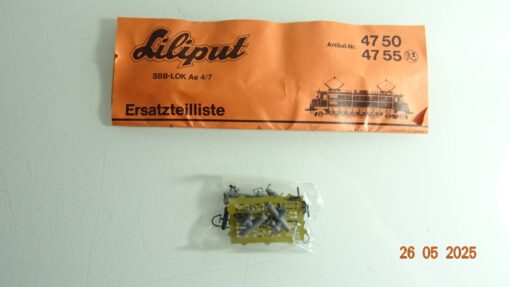 Liliput
SBB-LOK Ae 4/7
Artikel-Nr. 47 50
47 55
Ersatzteilliste
26 05 2025